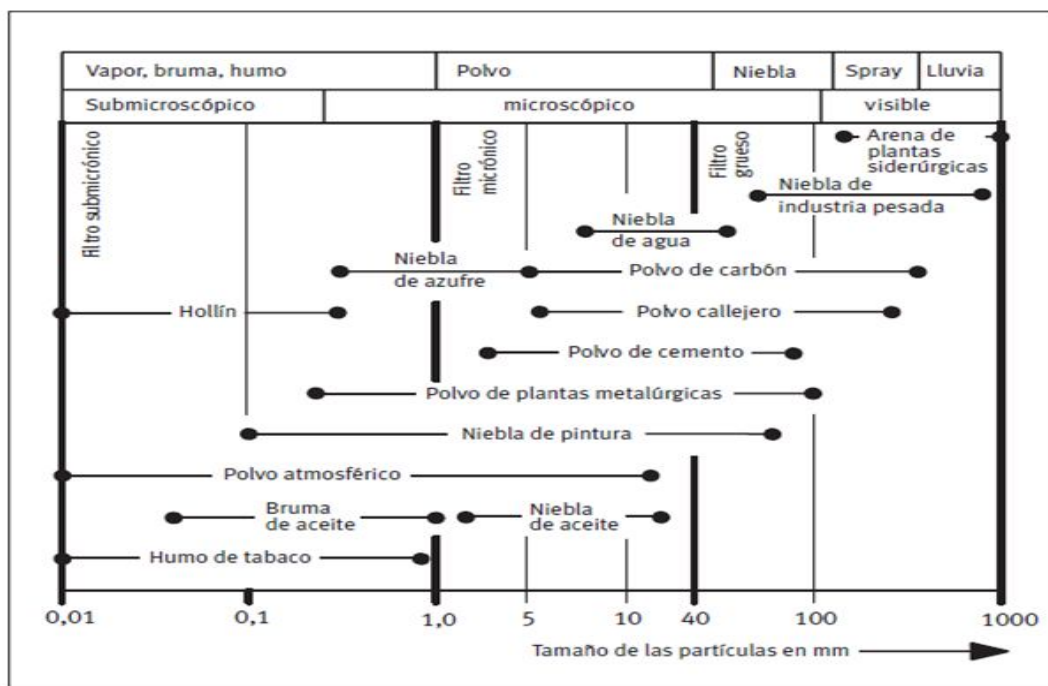 Vapor, bruma, humo
Polvo
Niebla
Spray
Lluvia
Submicroscópico
microscópico
visible
Filtro submicrónico
Filtro micrónico
Filtro grueso
Arena de
plantas
siderúrgicas
Niebla de
industria pesada
Niebla
de agua
Niebla
de azufre
Polvo de carbón
Hollín
Polvo callejero
Polvo de cemento
Polvo de plantas metalúrgicas
Niebla de pintura
Polvo atmosférico
Bruma
de aceite
Niebla
de aceite
Humo de tabaco
0,01
0,1
1,0
5
10
40
100
1000
Tamaño de las partículas en mm